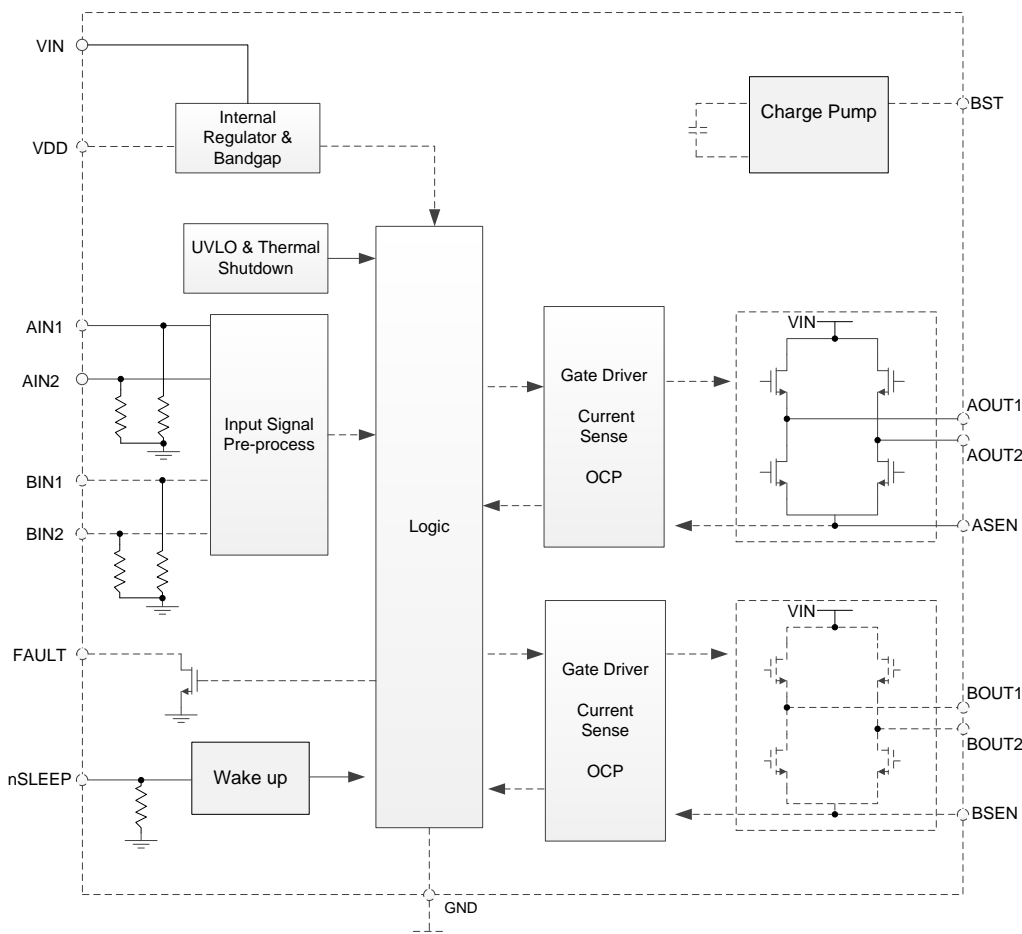 VIN
Internal
Regulator &
Bandgap
VDD
Charge Pump
BST
UVLO & Thermal
Shutdown
AIN1
AIN2
BIN1
BIN2
Input Signal
Pre-process
Logic
Gate Driver
Current
Sense
OCP
VIN
AOUT1
AOUT2
ASEN
FAULT
nSLEEP
Wake up
Gate Driver
Current
Sense
OCP
VIN
BOUT1
BOUT2
BSEN
GND